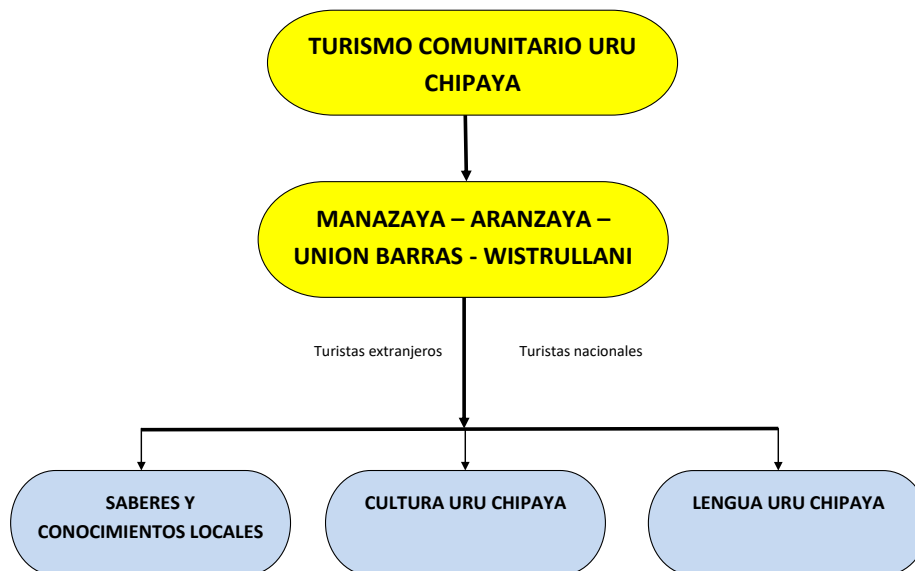 TURISMO COMUNITARIO URU
CHIPAYA
MANAZAYA – ARANZAYA –
UNION BARRAS - WISTRULLANI
Turistas extranjeros
Turistas nacionales
SABERES Y
CONOCIMIENTOS LOCALES
CULTURA URU CHIPAYA
LENGUA URU CHIPAYA